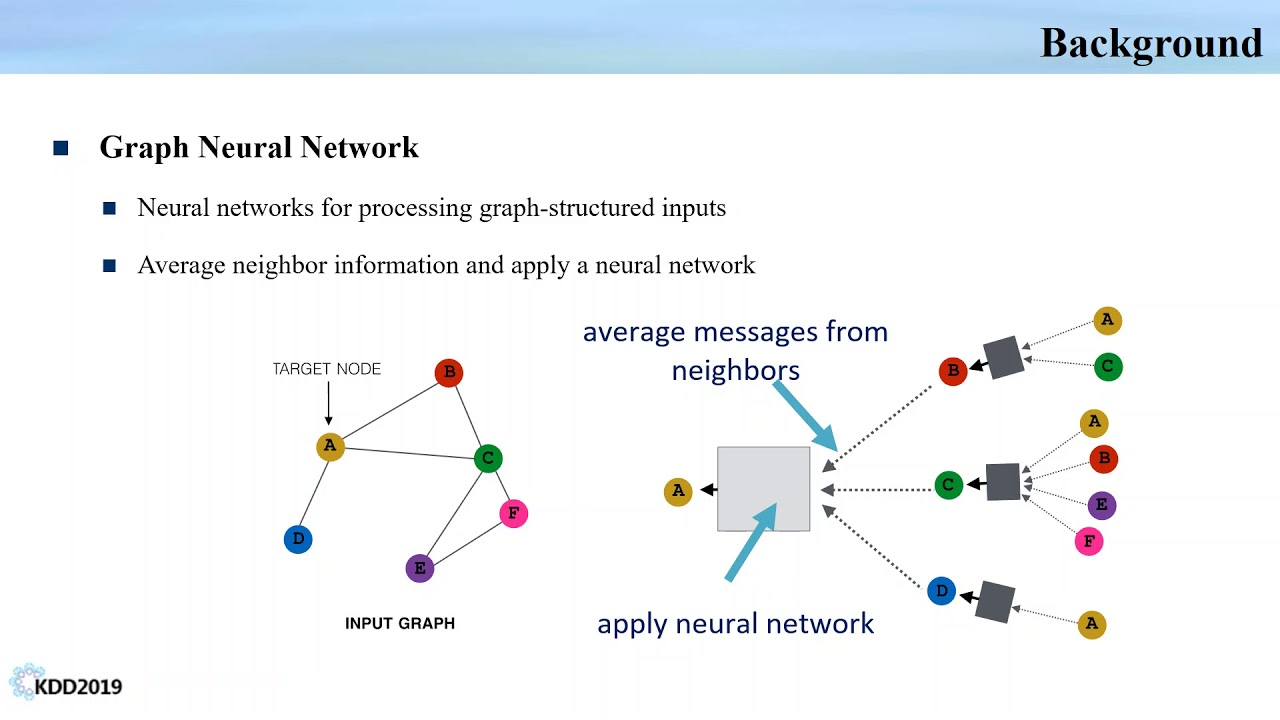 Background
Graph Neural Network
Neural networks for processing graph-structured inputs
Average neighbor information and apply a neural network
TARGET NODE
B
A
C
F
D
E
INPUT GRAPH
average messages from
neighbors
A
apply neural network
B
A
C
C
A
B
E
F
D
A
KDD2019